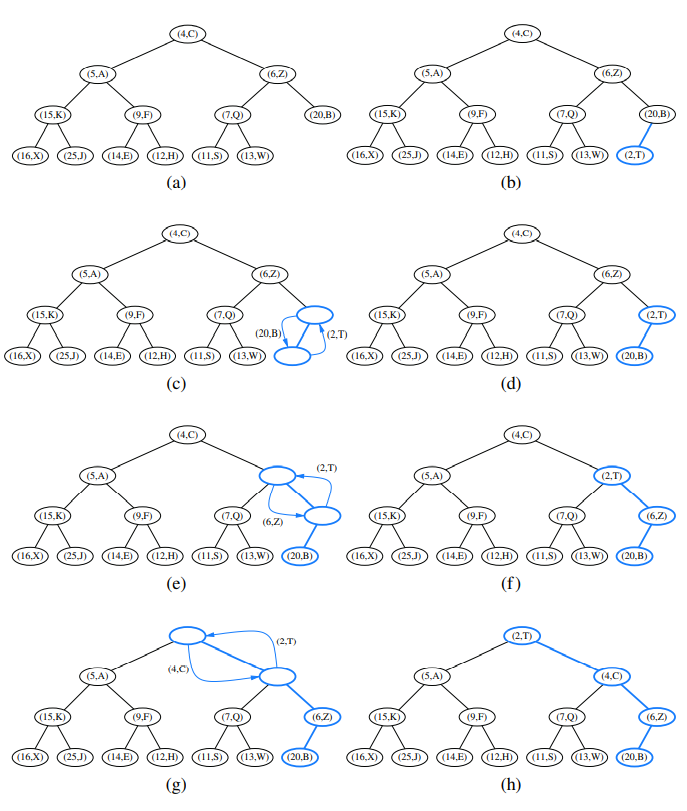 (4,C) (4,C)
(5,A) (6,Z) (5,A) (6,Z)
(15,K) (9,F) (7,Q) (20,B) (15,K) (9,F) (7,Q) (20,B)
(16,X) (25,J) (14,E) (12,H) (11,S) (13,W) (16,X) (25,J) (14,E) (12,H) (11,S) (13,W) (2,T)
(a) (b)
(4,C) (4,C)
(5,A) (6,Z) (5,A) (6,Z)
(15,K) (9,F) (7,Q) (15,K) (9,F) (7,Q) (2,T)
(20,B) (2,T)
(16,X) (25,J) (14,E) (12,H) (11,S) (13,W) (16,X) (25,J) (14,E) (12,H) (11,S) (13,W) (20,B)
(c) (d)
(4,C) (4,C)
(2,T)
(5,A) (5,A) (2,T)
(15,K) (9,F) (7,Q) (15,K) (9,F) (7,Q) (6,Z)
(6,Z)
(16,X) (25,J) (14,E) (12,H) (11,S) (13,W) (20,B) (16,X) (25,J) (14,E) (12,H) (11,S) (13,W) (20,B)
(e) (f)
(2,T) (2,T)
(4,C)
(5,A) (5,A) (4,C)
(15,K) (9,F) (7,Q) (6,Z) (15,K) (9,F) (7,Q) (6,Z)
(16,X) (25,J) (14,E) (12,H) (11,S) (13,W) (20,B) (16,X) (25,J) (14,E) (12,H) (11,S) (13,W) (20,B)
(g) (h)